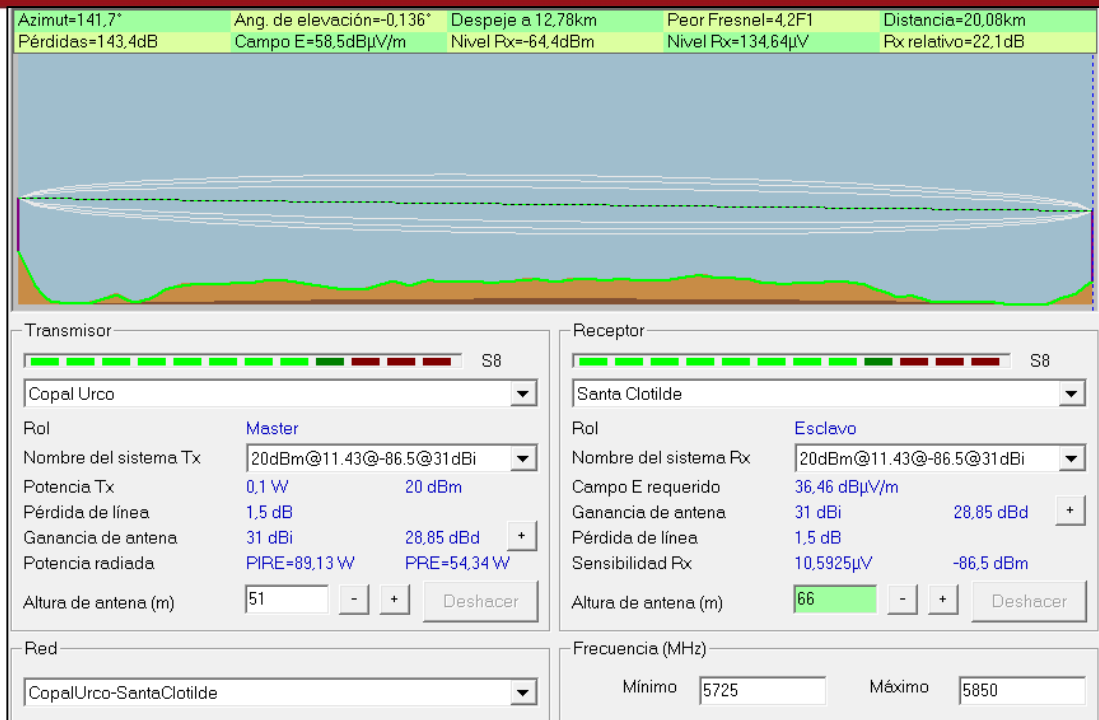 Azimut=141,7° Ang. de elevación=-0,136° Despeje a 12,78km Peor Fresnel=4,2F1 Distancia=20,08km
Pérdidas=143,4dB Campo E=58,5dBµV/m Nivel Rx=-64,4dBm Nivel Rx=134,64µV Rx relativo=22,1dB
Transmisor
S8
Copal Urco
Rol Master
Nombre del sistema Tx 20dBm@11.43@-86.5@31dBi
Potencia Tx 0,1 W 20 dBm
Pérdida de línea 1,5 dB
Ganancia de antena 31 dBi 28,85 dBd +
Potencia radiada PIRE=89,13 W PRE=54,34 W
Altura de antena (m) 51 - + Deshacer
Receptor
S8
Santa Clotilde
Rol Esclavo
Nombre del sistema Rx 20dBm@11.43@-86.5@31dBi
Campo E requerido 36,46 dBµV/m
Ganancia de antena 31 dBi 28,85 dBd +
Pérdida de línea 1,5 dB
Sensibilidad Rx 10,5925µV -86,5 dBm
Altura de antena (m) 66 - + Deshacer
Red
CopalUrco-SantaClotilde
Frecuencia (MHz)
Mínimo 5725 Máximo 5850